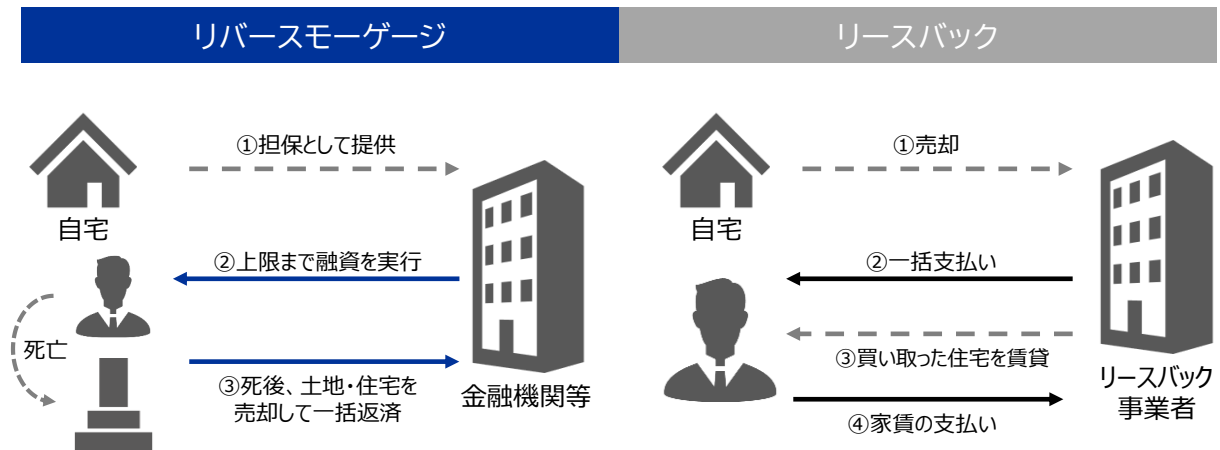 リバースモーゲージ
①担保として提供
自宅
②上限まで融資を実行
死亡
③死後、土地・住宅を
売却して一括返済
金融機関等
リースバック
①売却
自宅
②一括支払い
③買い取った住宅を賃貸
④家賃の支払い
リースバック
事業者